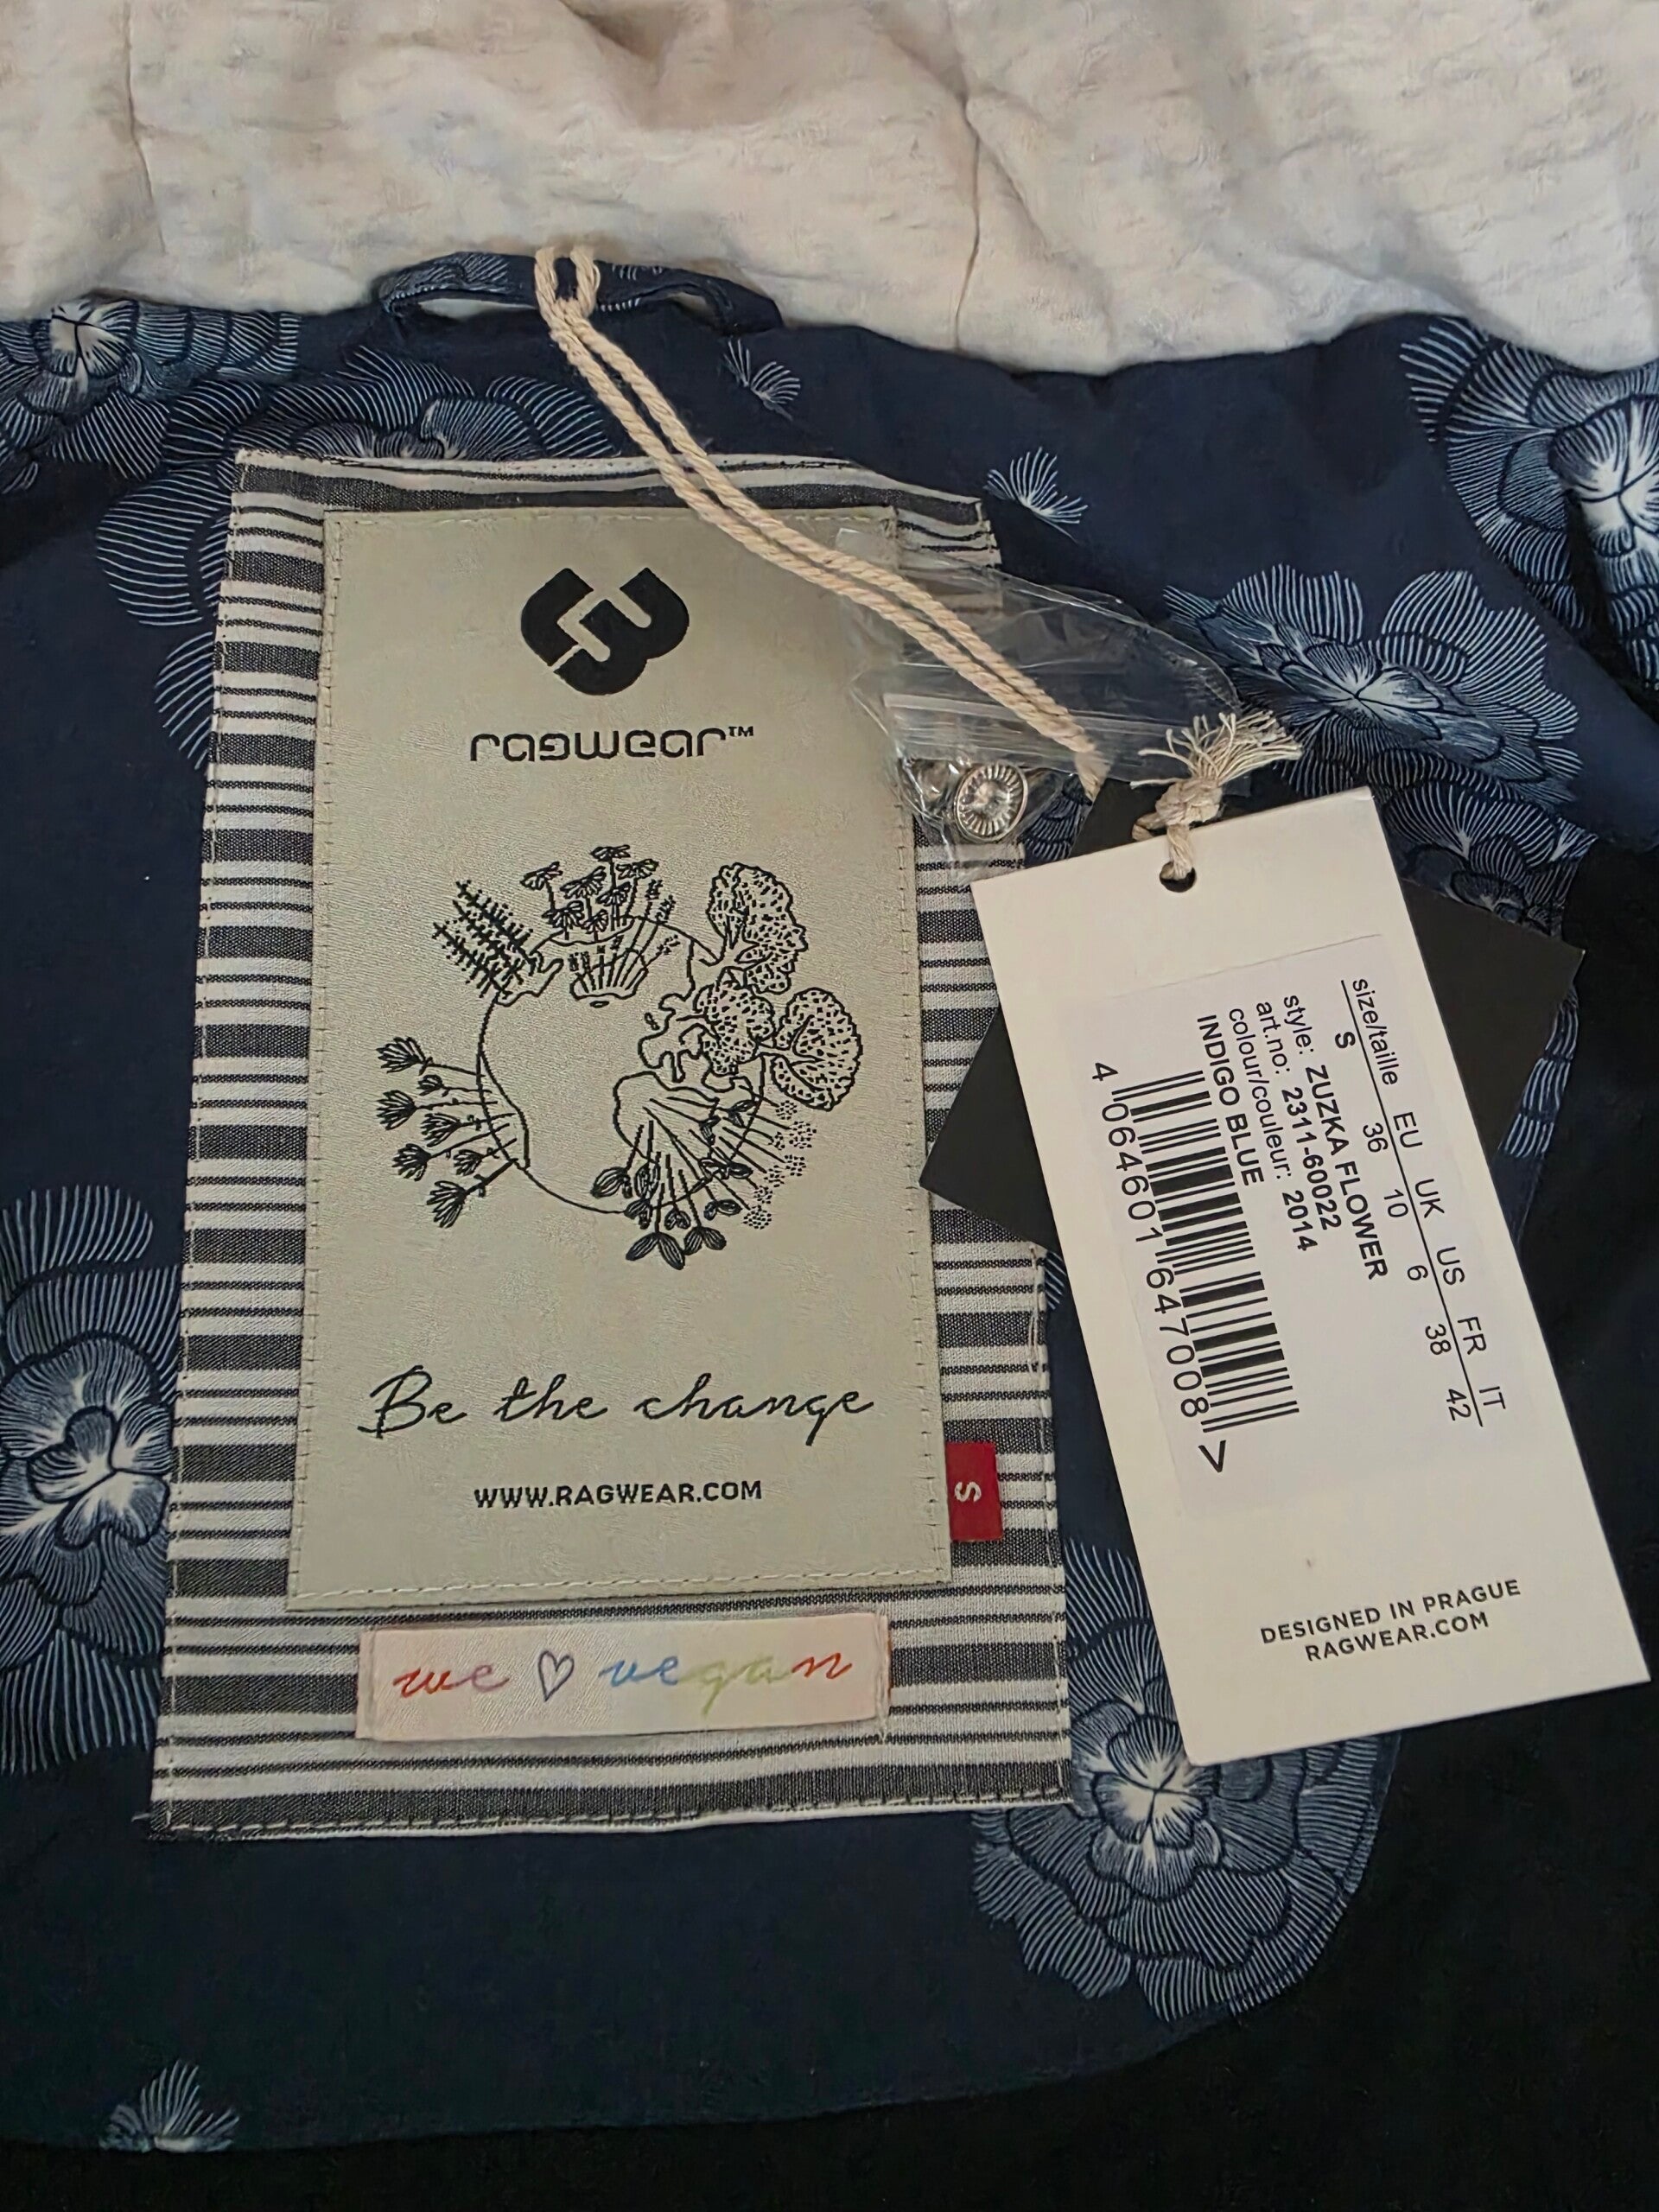 ragwear™
Be the change
WWW.RAGWEAR.COM
S
we ♡ vegan
size/taille EU UK US FR IT
S 36 10 6 38 42
style: ZUZKA FLOWER
art.no: 2311-60022
colour/couleur: 2014
INDIGO BLUE
4 064601 647008 >
DESIGNED IN PRAGUE
RAGWEAR.COM